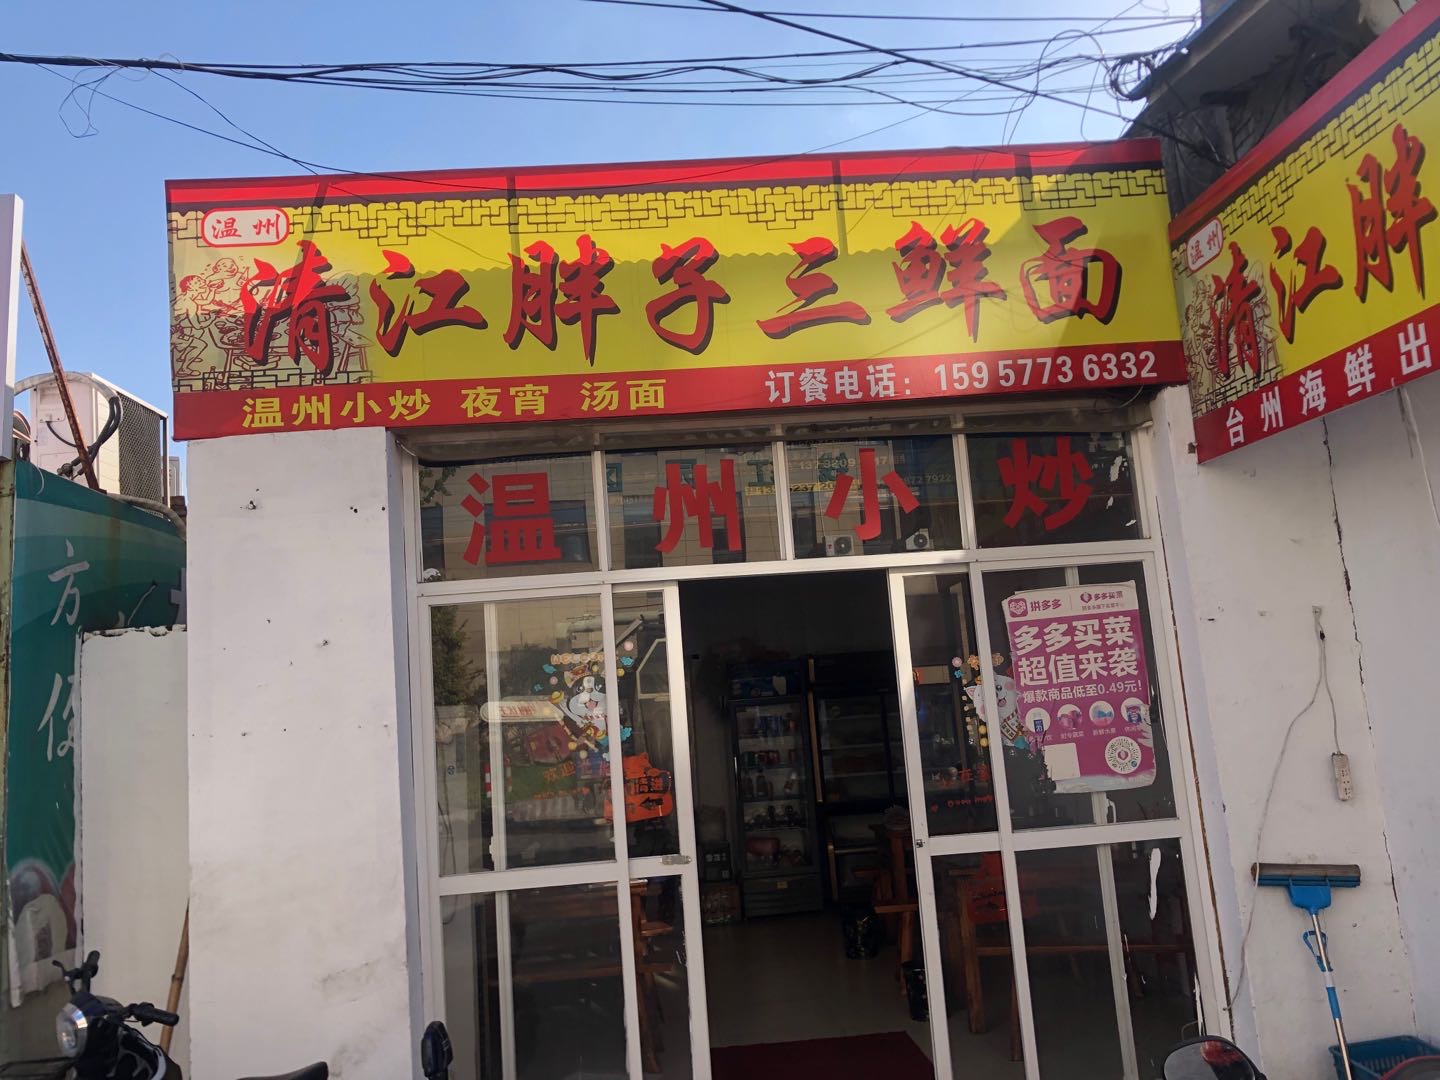 温州
清江胖子三鲜面
温州小炒 夜宵 汤面
订餐电话：159 5773 6332
温州
清江胖
台州海鲜出
温州小炒
拼多多
多多买菜
多多买菜
超值来袭
爆款商品低至0.49元!
欢迎
方